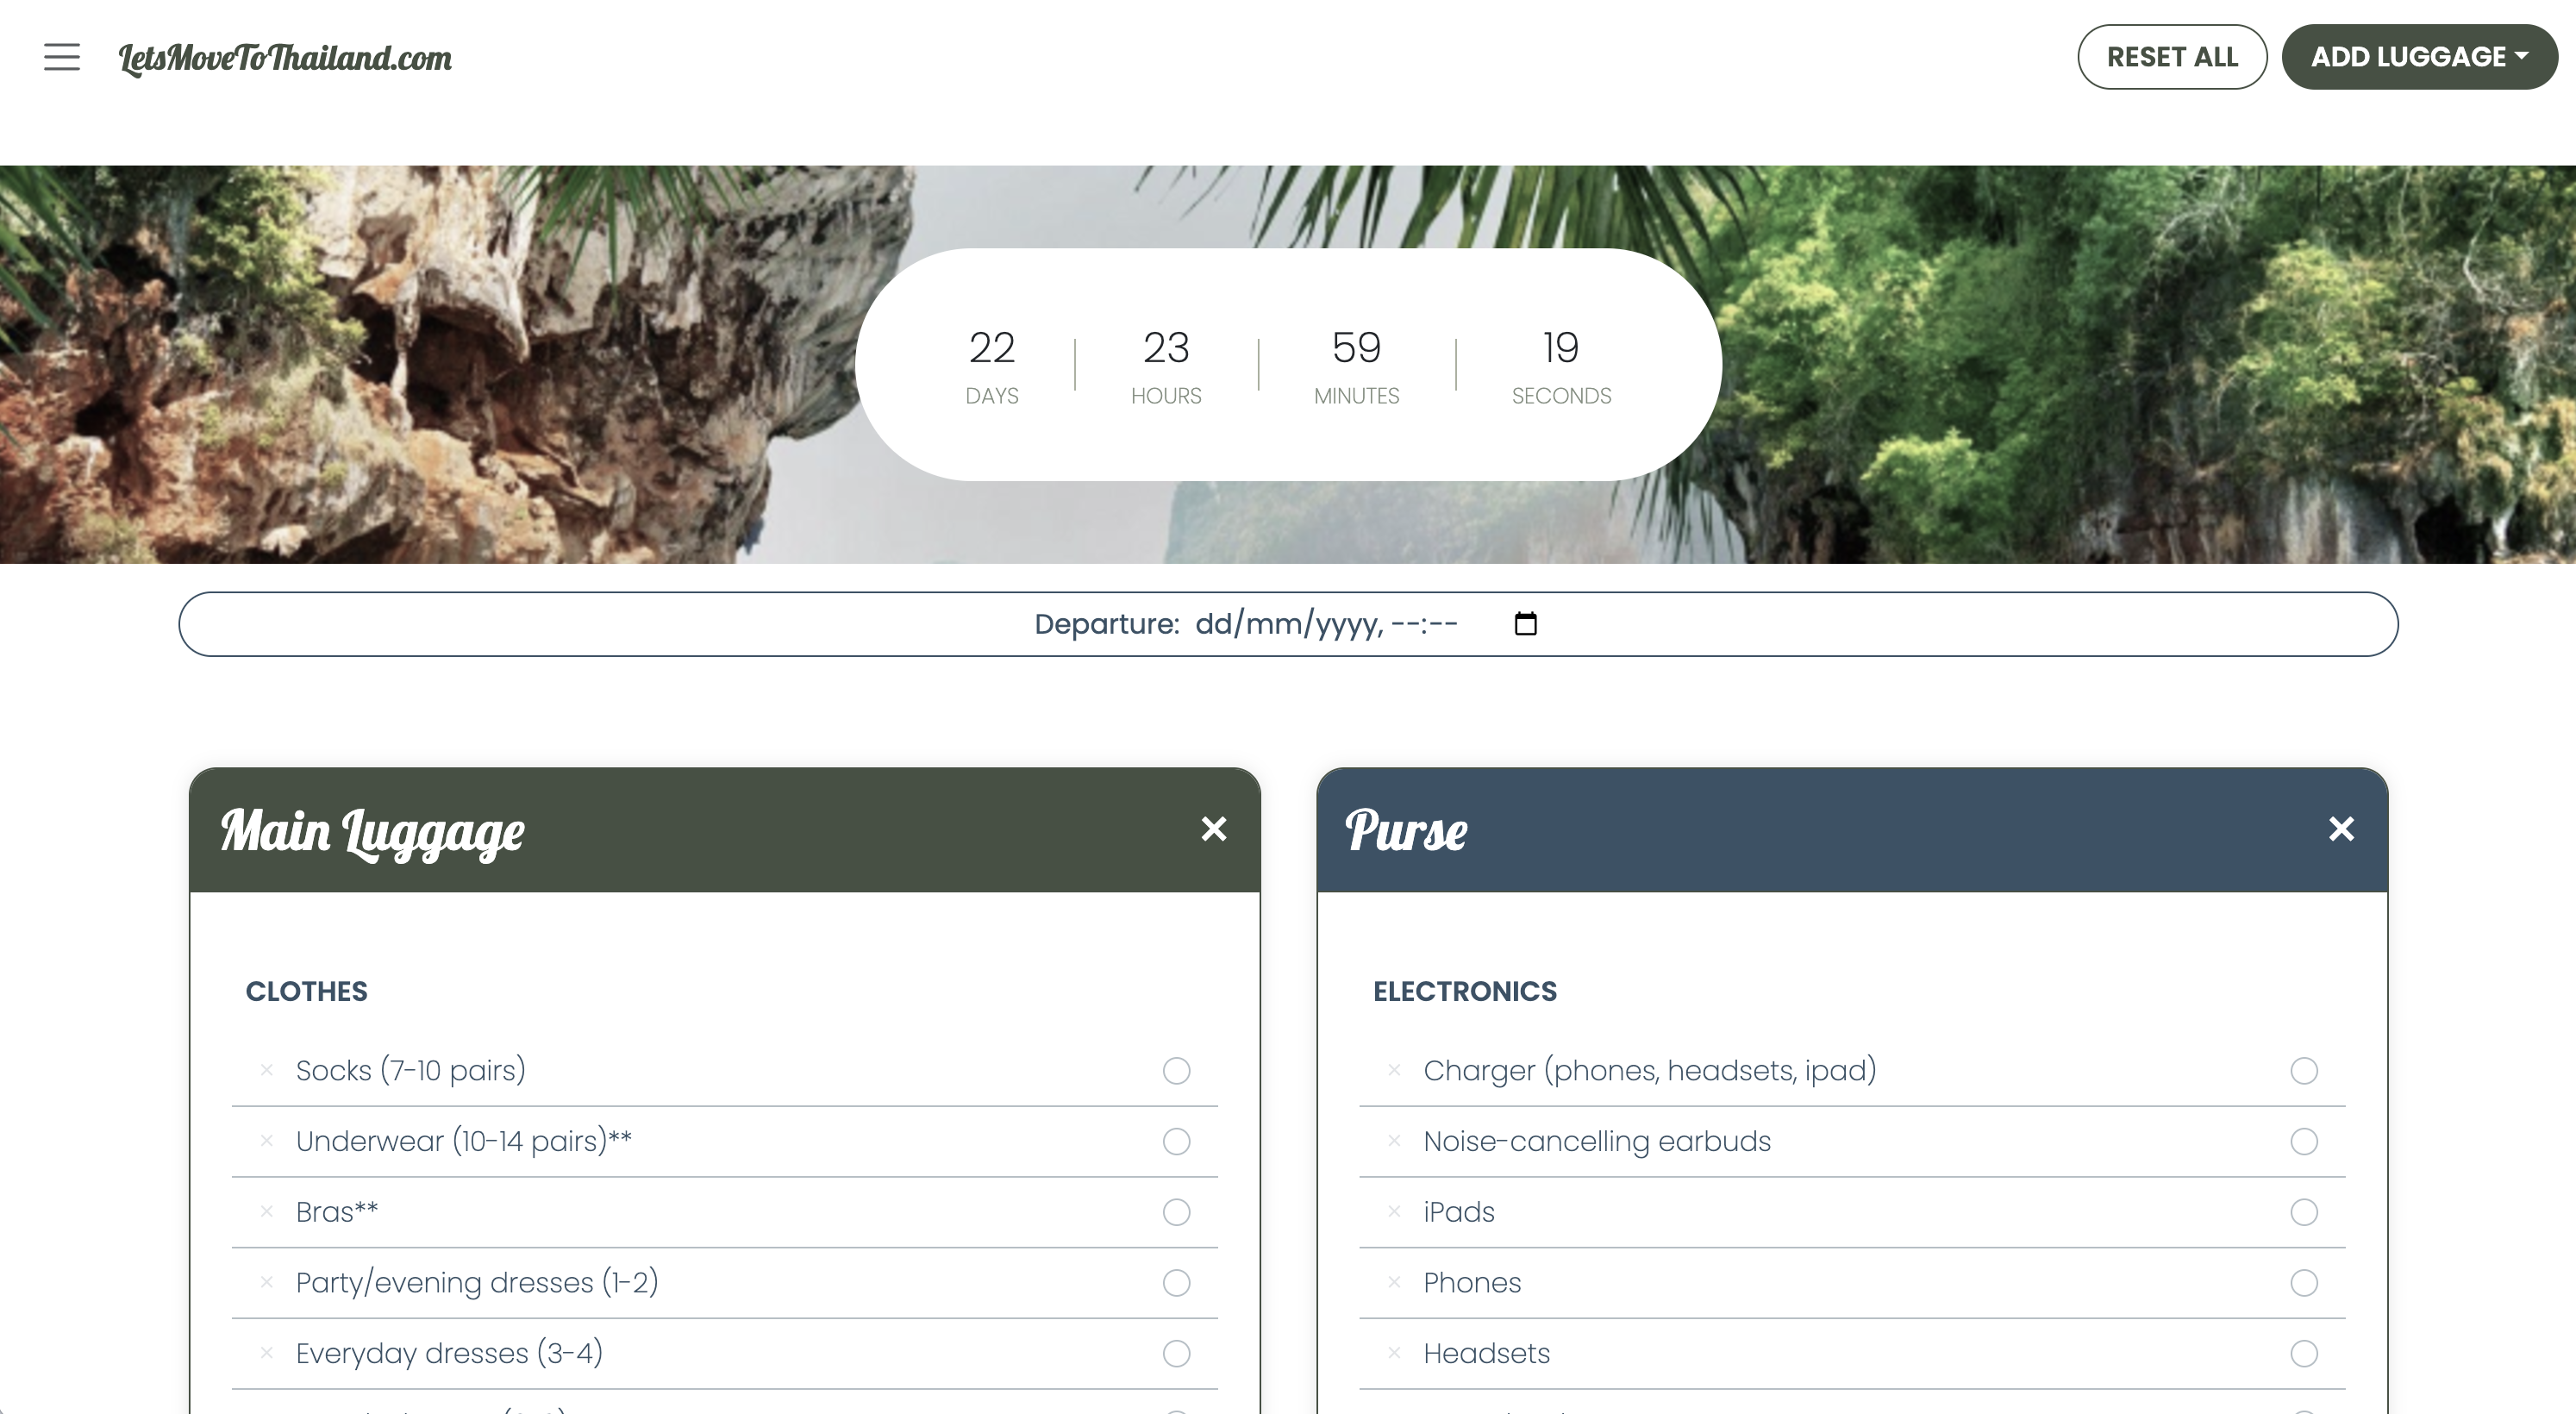 LetsMoveToThailand.com
RESET ALL
ADD LUGGAGE
22 23 59 19
DAYS HOURS MINUTES SECONDS
Departure: dd/mm/yyyy, --:--
Main Luggage
CLOTHES
Socks (7-10 pairs)
Underwear (10-14 pairs)**
Bras**
Party/evening dresses (1-2)
Everyday dresses (3-4)
Purse
ELECTRONICS
Charger (phones, headsets, ipad)
Noise-cancelling earbuds
iPads
Phones
Headsets